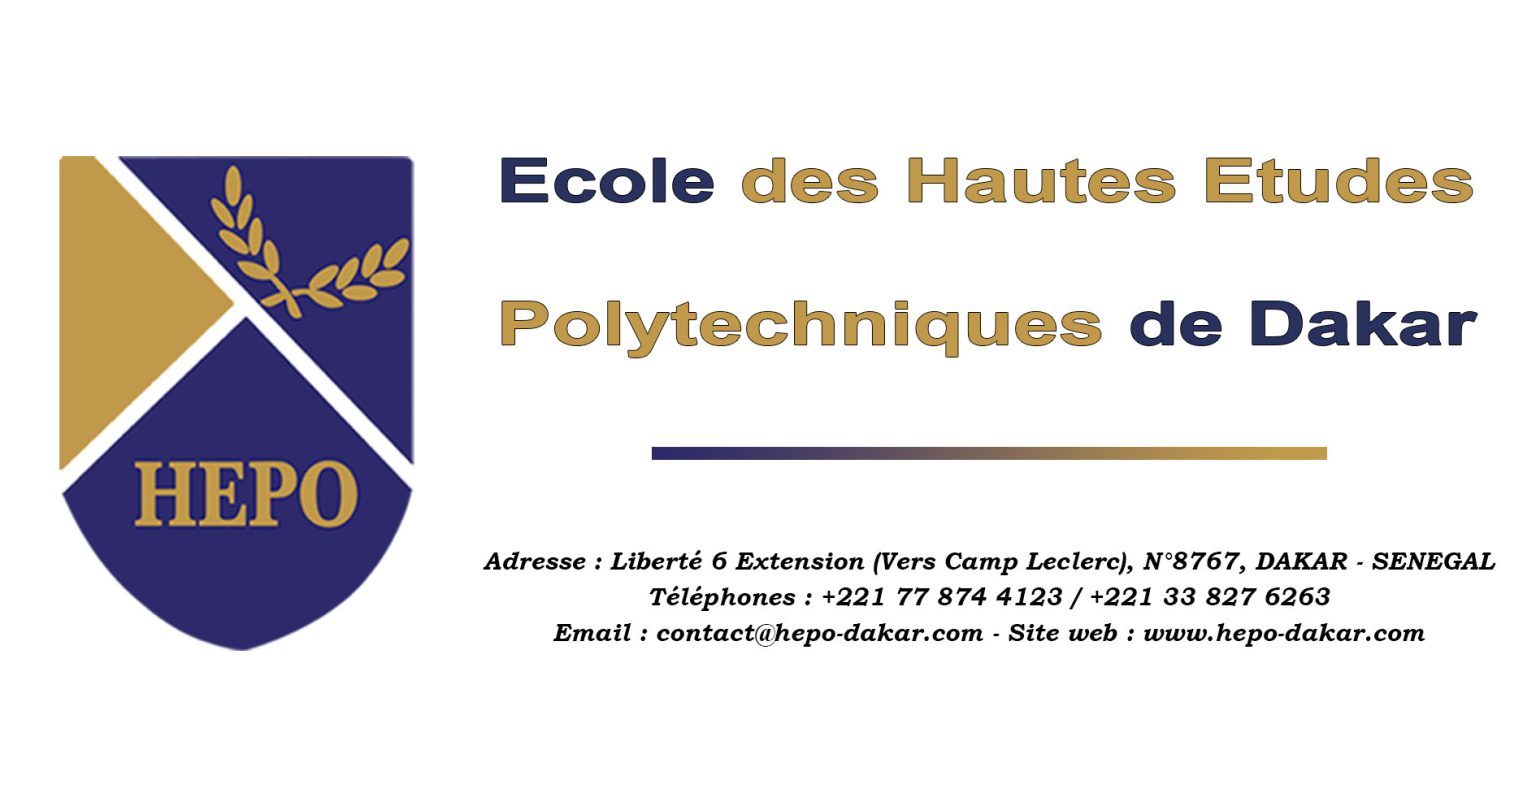 HEPO
Ecole des Hautes Etudes
Polytechniques de Dakar
Adresse : Liberté 6 Extension (Vers Camp Leclerc), N°8767, DAKAR - SENEGAL
Téléphones : +221 77 874 4123 / +221 33 827 6263
Email : contact@hepo-dakar.com - Site web : www.hepo-dakar.com